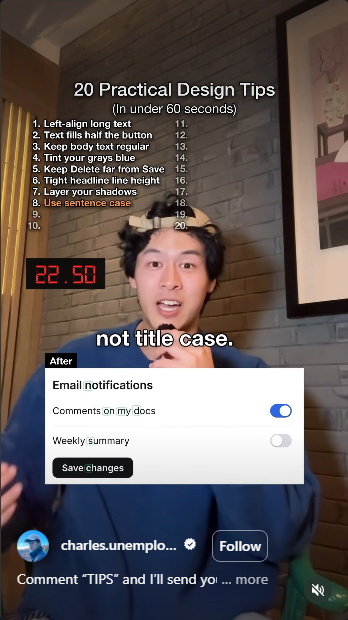 20 Practical Design Tips
(In under 60 seconds)
1. Left-align long text
2. Text fills half the button
3. Keep body text regular
4. Tint your grays blue
5. Keep Delete far from Save
6. Tight headline line height
7. Layer your shadows
8. Use sentence case
9.
10.
11.
12.
13.
14.
15.
16.
17.
18.
19.
20.
22.50
not title case.
After
Email notifications
Comments on my docs
Weekly summary
Save changes
charles.unemplo...
Follow
Comment “TIPS” and I’ll send you ... more